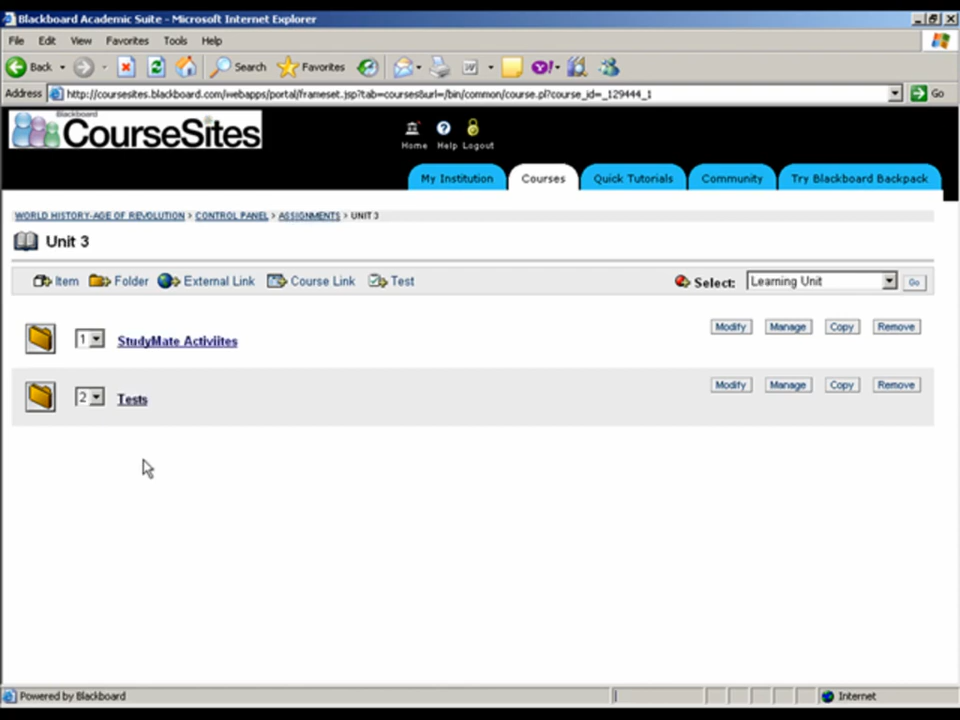 Blackboard Academic Suite - Microsoft Internet Explorer
File Edit View Favorites Tools Help
Back Search Favorites
Address http://coursesites.blackboard.com/webapps/portal/frameset.jsp?tab=courses&url=/bin/common/course.pl?course_id=_129444_1 Go
Blackboard
CourseSites
Home Help Logout
My Institution Courses Quick Tutorials Community Try Blackboard Backpack
WORLD HISTORY-AGE OF REVOLUTION > CONTROL PANEL > ASSIGNMENTS > UNIT 3
Unit 3
Item Folder External Link Course Link Test Select: Learning Unit Go
1 StudyMate Activiites Modify Manage Copy Remove
2 Tests Modify Manage Copy Remove
Powered by Blackboard Internet